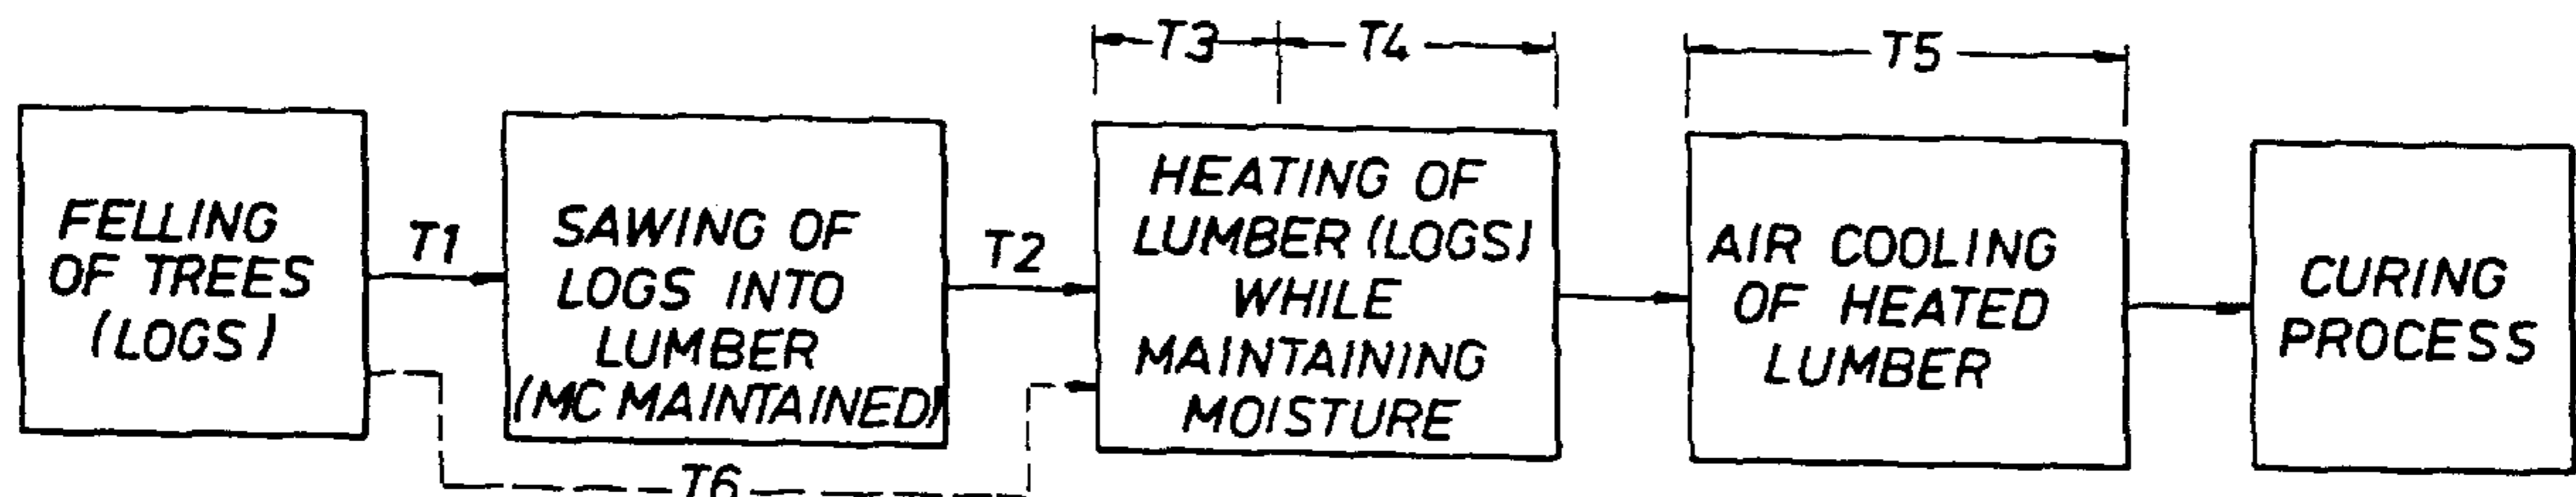 T3
T4
T5
FELLING
OF TREES
(LOGS)
T1
SAWING OF
LOGS INTO
LUMBER
(MC MAINTAINED)
T2
HEATING OF
LUMBER (LOGS)
WHILE
MAINTAINING
MOISTURE
AIR COOLING
OF HEATED
LUMBER
CURING
PROCESS
T6